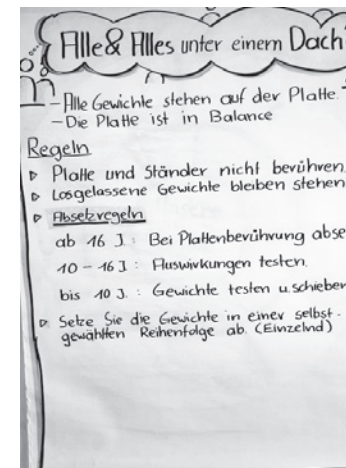 Alle & Alles unter einem Dach
- Alle Gewichte stehen auf der Platte.
- Die Platte ist in Balance
Regeln
▷ Platte und Ständer nicht berühren.
▷ Losgelassene Gewichte bleiben stehen
▷ Absetzregeln
ab 16 J. : Bei Plattenberührung abse
10 - 16 J : Auswirkungen testen.
bis 10 J. : Gewichte testen u. schieben
▷ Setze Sie die Gewichte in einer selbst-
gewählten Reihenfolge ab. (Einzelnd)